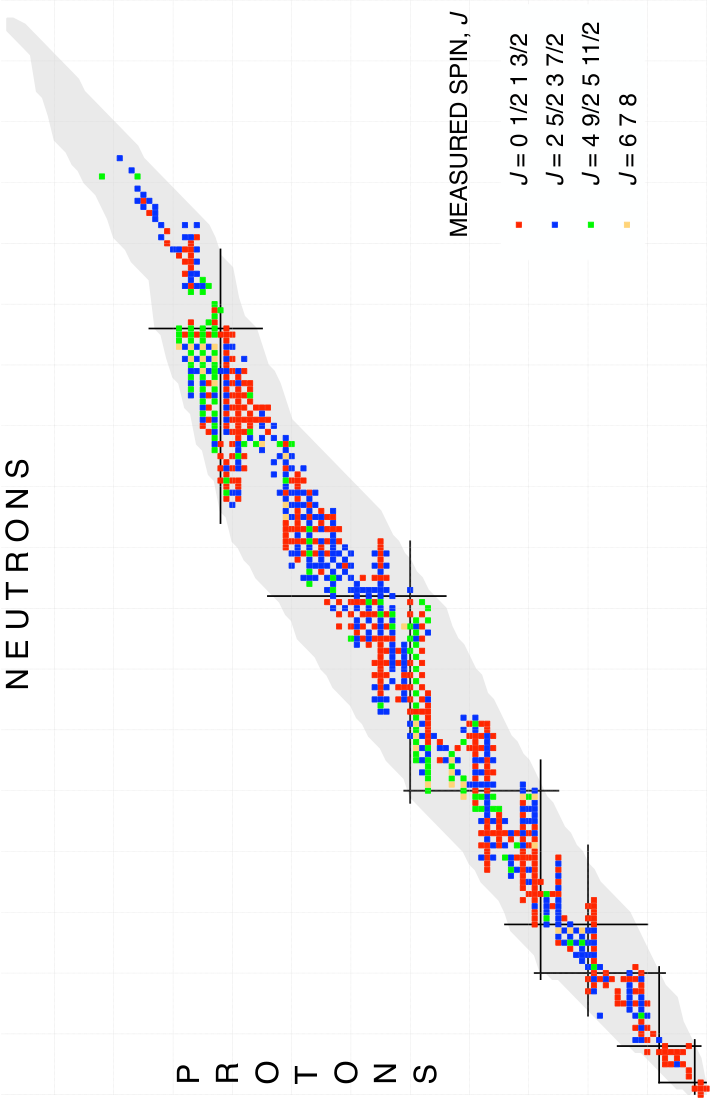 MEASURED SPIN, J
J = 0 1/2 1 3/2
J = 2 5/2 3 7/2
J = 4 9/2 5 11/2
J = 6 7 8
NEUTRONS
PROTONS